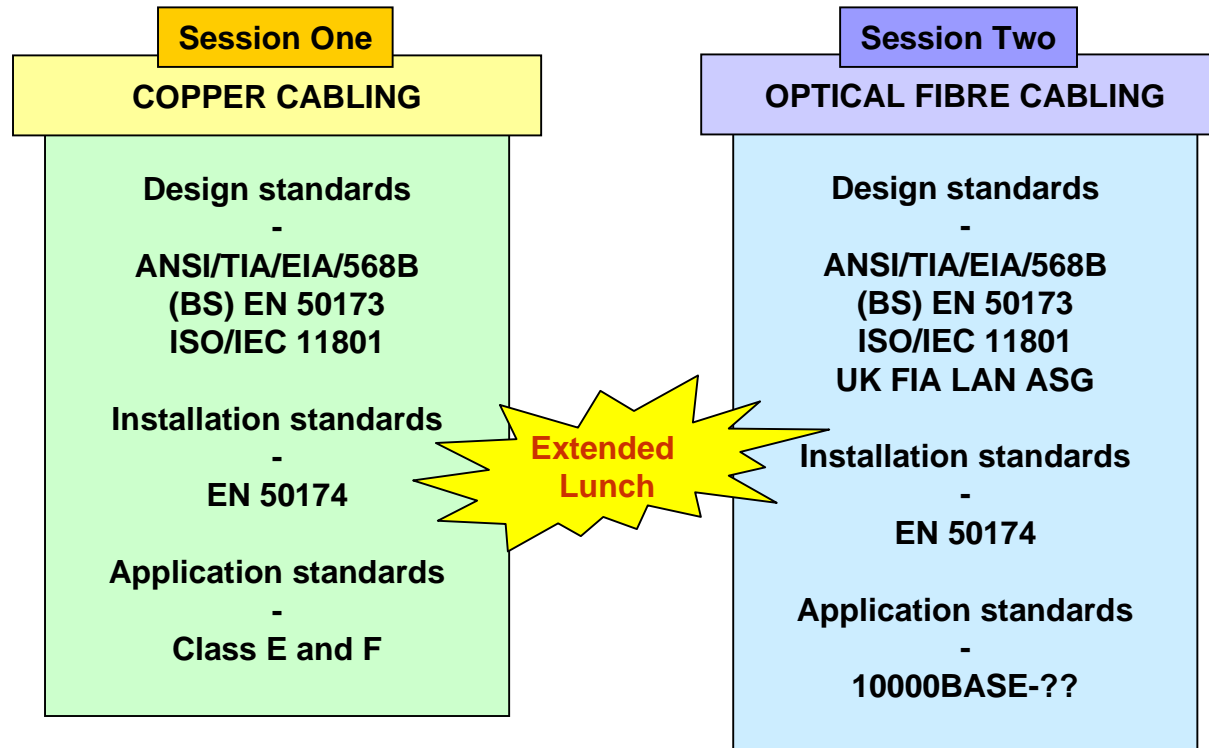 Session One
COPPER CABLING
Design standards
-
ANSI/TIA/EIA/568B
(BS) EN 50173
ISO/IEC 11801
Installation standards
-
EN 50174
Application standards
-
Class E and F
Extended
Lunch
Session Two
OPTICAL FIBRE CABLING
Design standards
-
ANSI/TIA/EIA/568B
(BS) EN 50173
ISO/IEC 11801
UK FIA LAN ASG
Installation standards
-
EN 50174
Application standards
-
10000BASE-??